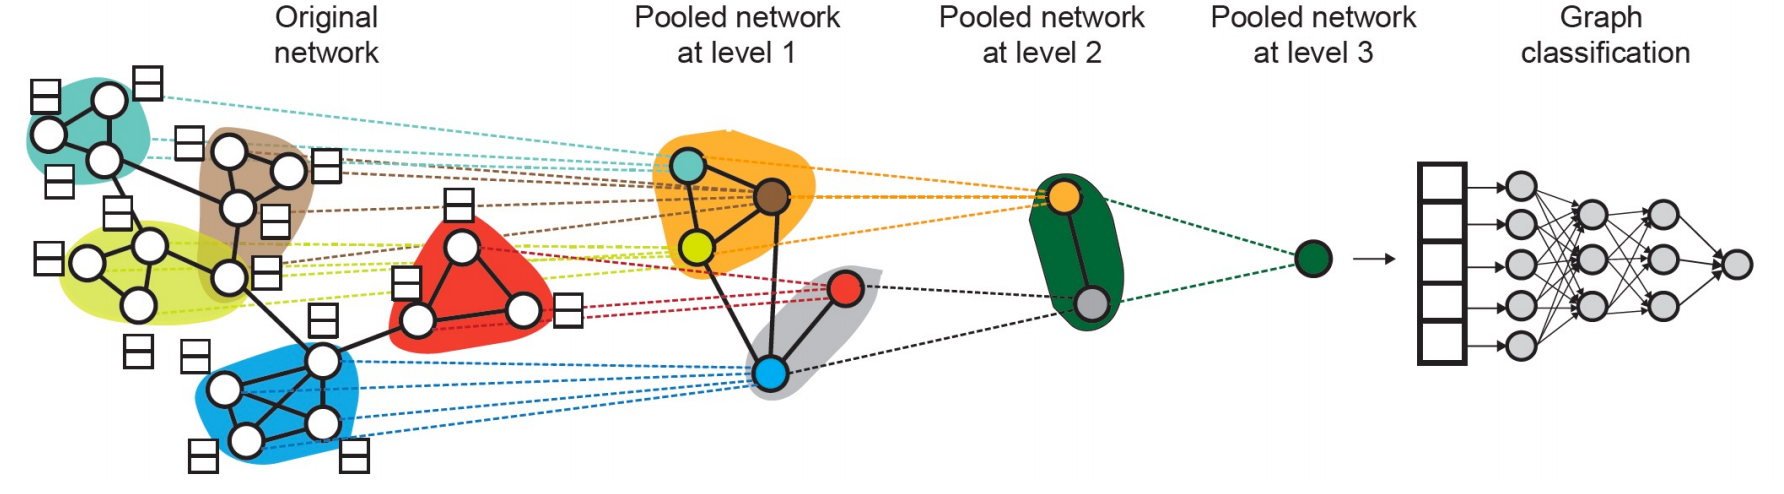 Original
network
Pooled network
at level 1
Pooled network
at level 2
Pooled network
at level 3
Graph
classification